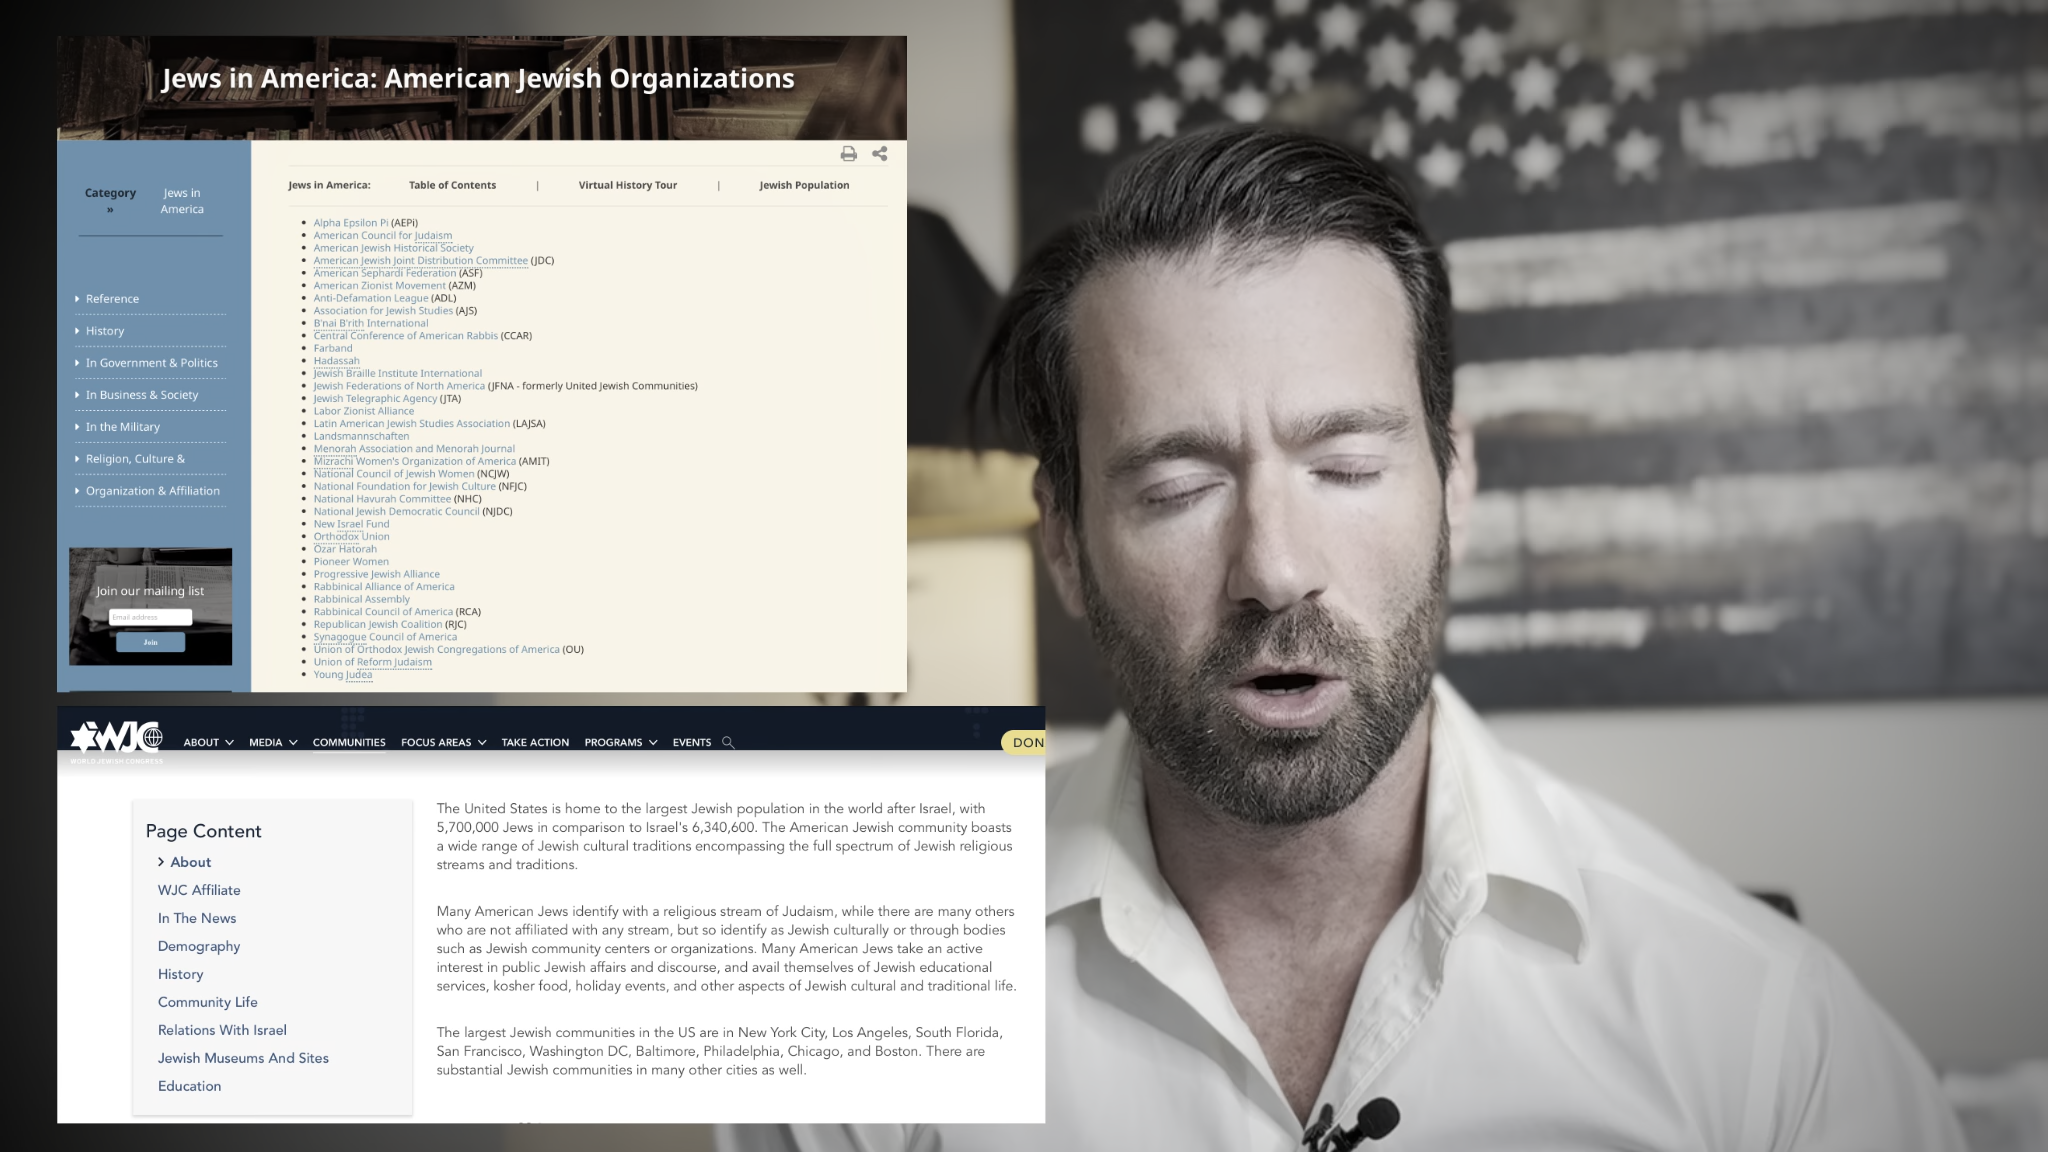 Jews in America: American Jewish Organizations
Category
»
Jews in
America
Reference
History
In Government & Politics
In Business & Society
In the Military
Religion, Culture &
Organization & Affiliation
Join our mailing list
Email address
Join
Jews in America:
Table of Contents
|
Virtual History Tour
|
Jewish Population
Alpha Epsilon Pi (AEPi)
American Council for Judaism
American Jewish Historical Society
American Jewish Joint Distribution Committee (JDC)
American Sephardi Federation (ASF)
American Zionist Movement (AZM)
Anti-Defamation League (ADL)
Association for Jewish Studies (AJS)
B'nai B'rith International
Central Conference of American Rabbis (CCAR)
Farband
Hadassah
Jewish Braille Institute International
Jewish Federations of North America (JFNA - formerly United Jewish Communities)
Jewish Telegraphic Agency (JTA)
Labor Zionist Alliance
Latin American Jewish Studies Association (LAJSA)
Landsmannschaften
Menorah Association and Menorah Journal
Mizrachi Women's Organization of America (AMIT)
National Council of Jewish Women (NCJW)
National Foundation for Jewish Culture (NFJC)
National Havurah Committee (NHC)
National Jewish Democratic Council (NJDC)
New Israel Fund
Orthodox Union
Ozar Hatorah
Pioneer Women
Progressive Jewish Alliance
Rabbinical Alliance of America
Rabbinical Assembly
Rabbinical Council of America (RCA)
Republican Jewish Coalition (RJC)
Synagogue Council of America
Union of Orthodox Jewish Congregations of America (OU)
Union of Reform Judaism
Young Judea
WJC
WORLD JEWISH CONGRESS
ABOUT MEDIA COMMUNITIES FOCUS AREAS TAKE ACTION PROGRAMS EVENTS
DON
Page Content
About
WJC Affiliate
In The News
Demography
History
Community Life
Relations With Israel
Jewish Museums And Sites
Education
The United States is home to the largest Jewish population in the world after Israel, with
5,700,000 Jews in comparison to Israel's 6,340,600. The American Jewish community boasts
a wide range of Jewish cultural traditions encompassing the full spectrum of Jewish religious
streams and traditions.
Many American Jews identify with a religious stream of Judaism, while there are many others
who are not affiliated with any stream, but so identify as Jewish culturally or through bodies
such as Jewish community centers or organizations. Many American Jews take an active
interest in public Jewish affairs and discourse, and avail themselves of Jewish educational
services, kosher food, holiday events, and other aspects of Jewish cultural and traditional life.
The largest Jewish communities in the US are in New York City, Los Angeles, South Florida,
San Francisco, Washington DC, Baltimore, Philadelphia, Chicago, and Boston. There are
substantial Jewish communities in many other cities as well.